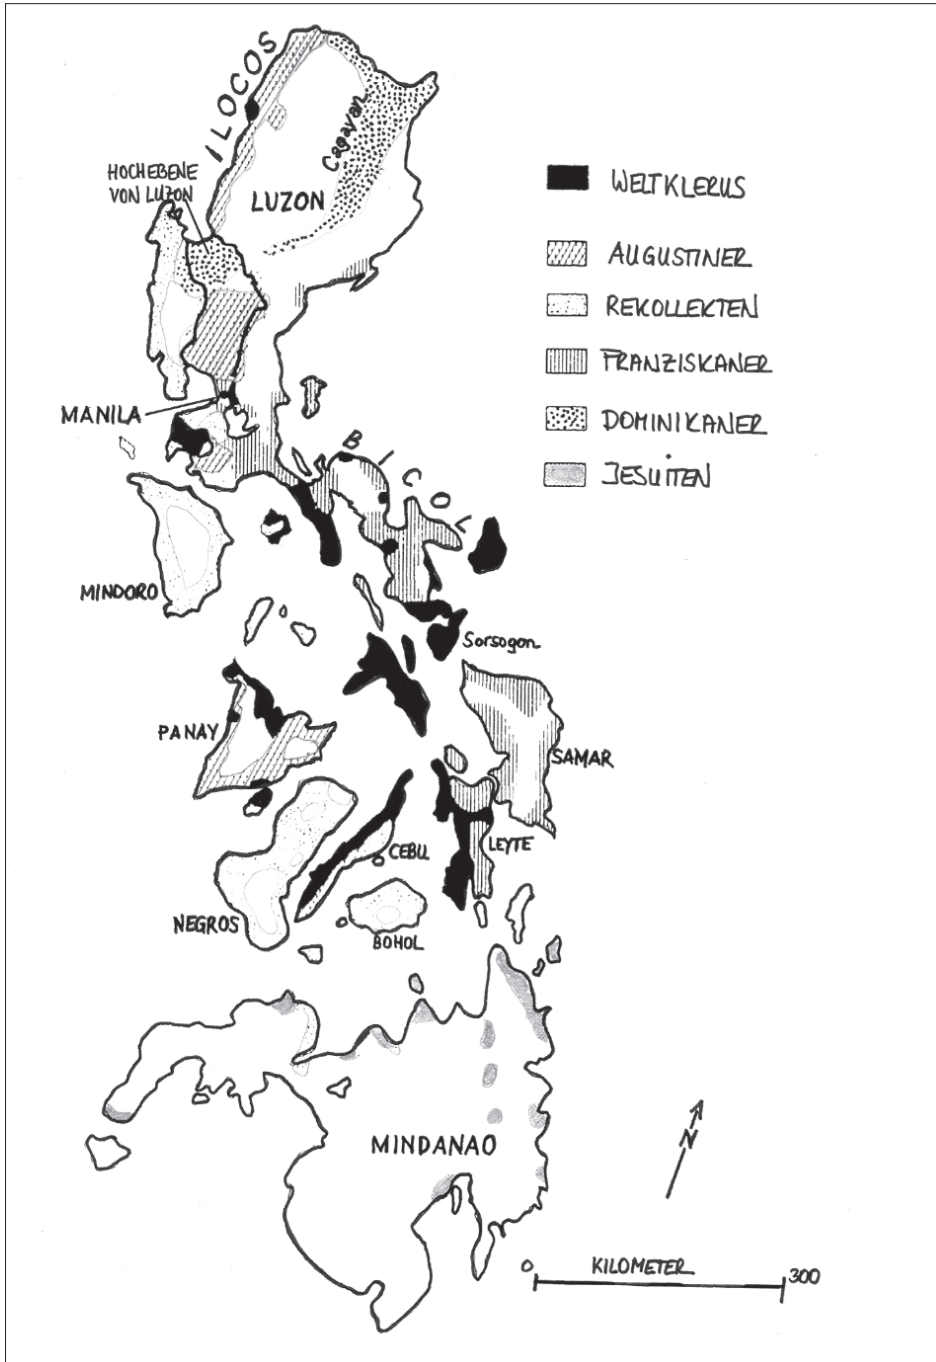 ILOCOS
HOCHEBENE
VON LUZON
Cagayan
LUZON
WELTKLERUS
AUGUSTINER
REKOLLEKTEN
FRANZISKANER
DOMINIKANER
JESUITEN
MANILA
BICOL
MINDORO
Sorsogon
PANAY
SAMAR
CEBU
LEYTE
NEGROS
BOHOL
MINDANAO
N
0 KILOMETER 300